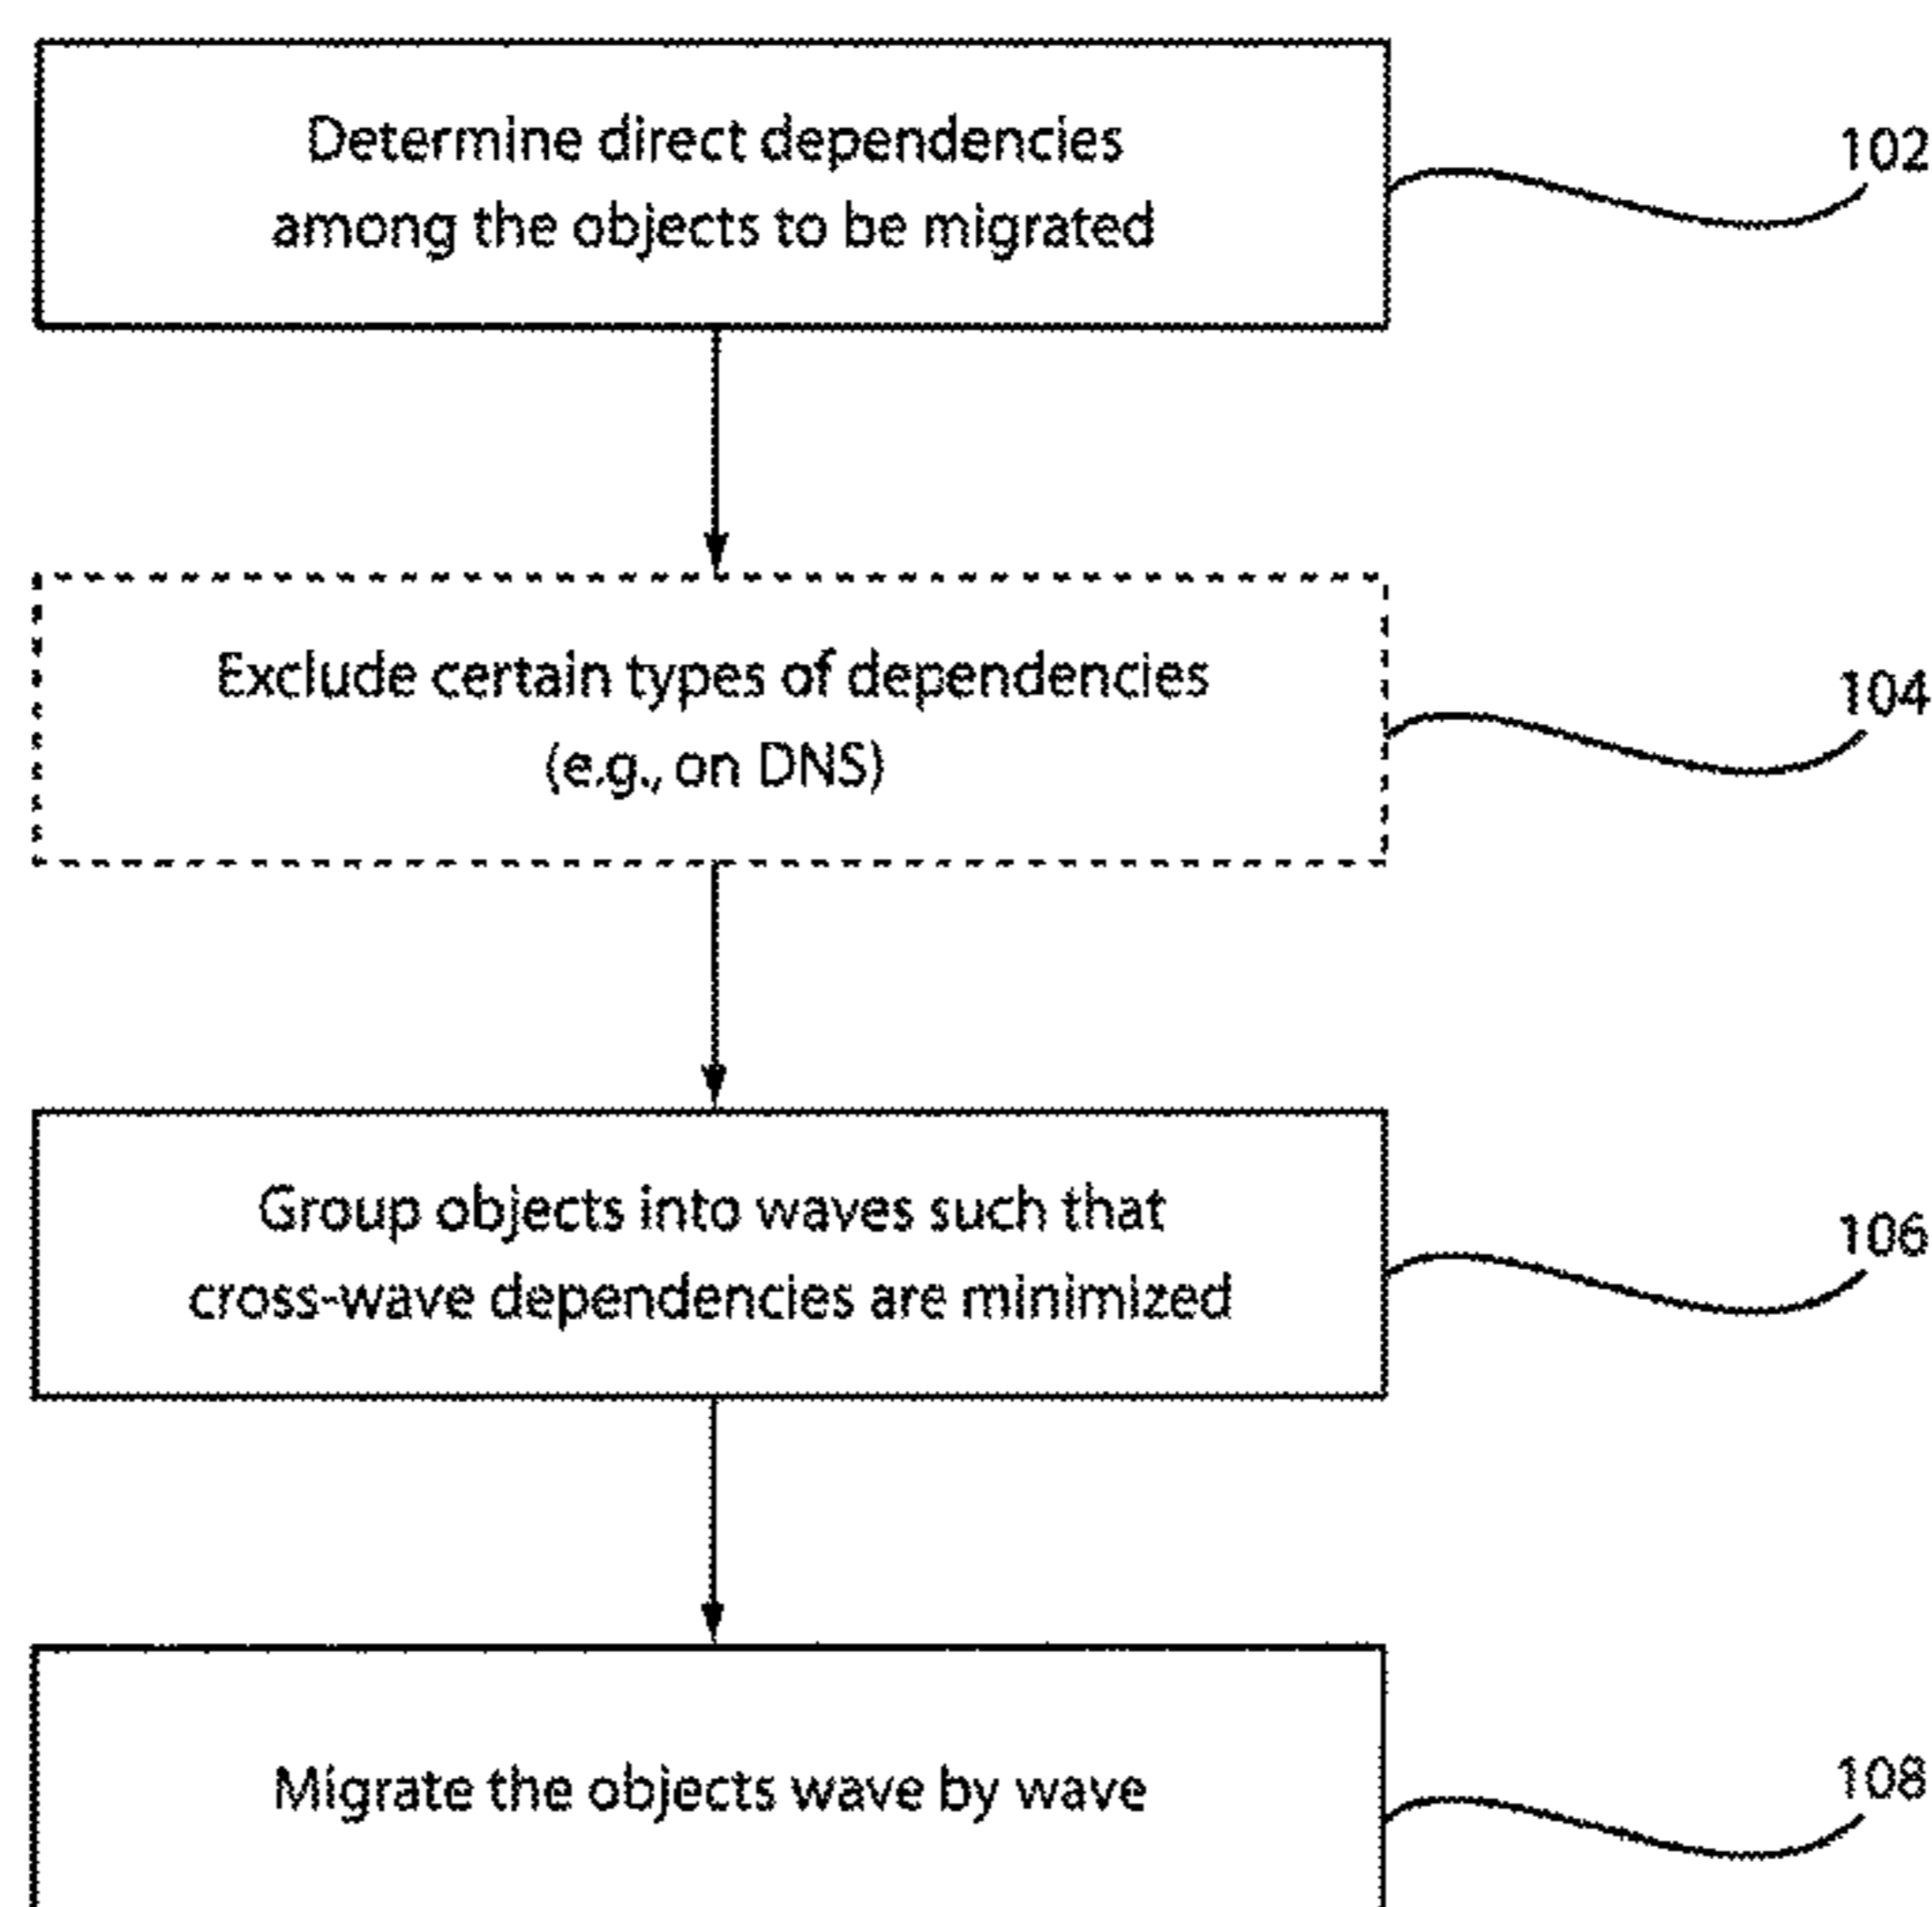 Determine direct dependencies
among the objects to be migrated
102
Exclude certain types of dependencies
(e.g., on DNS)
104
Group objects into waves such that
cross-wave dependencies are minimized
106
Migrate the objects wave by wave
108